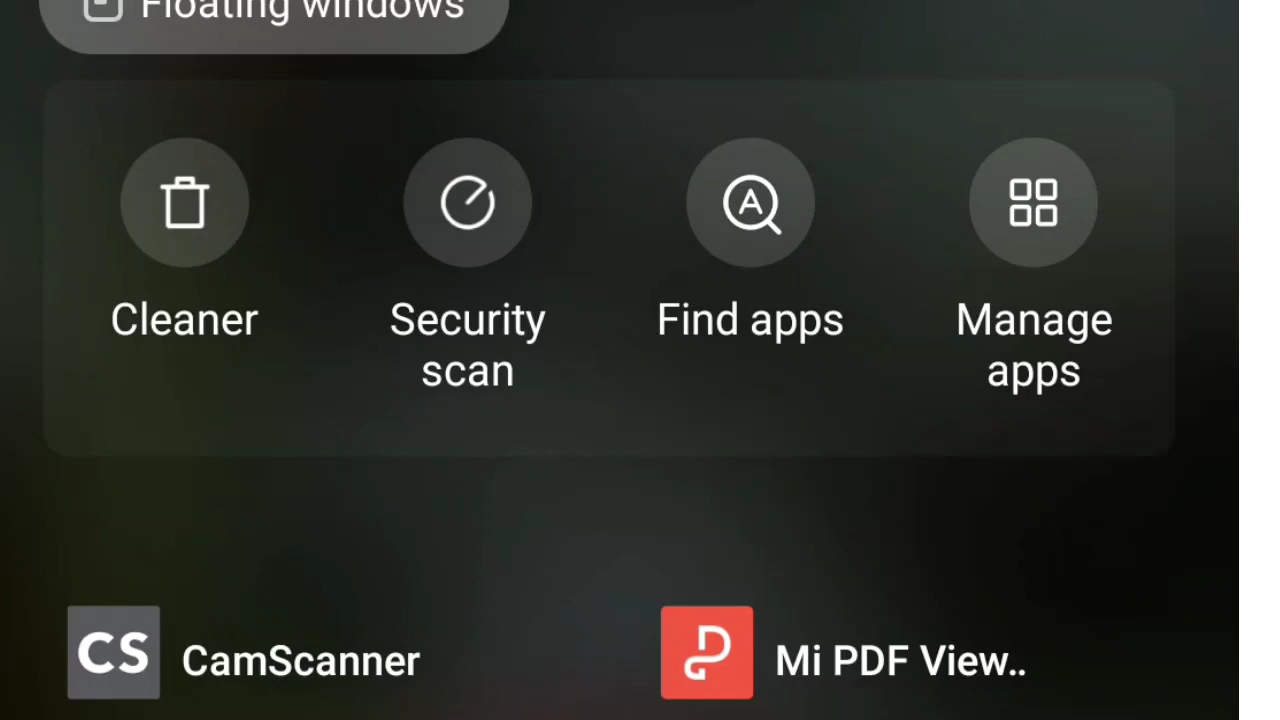 Floating windows
Cleaner
Security
scan
Find apps
Manage
apps
CS
CamScanner
Mi PDF View..